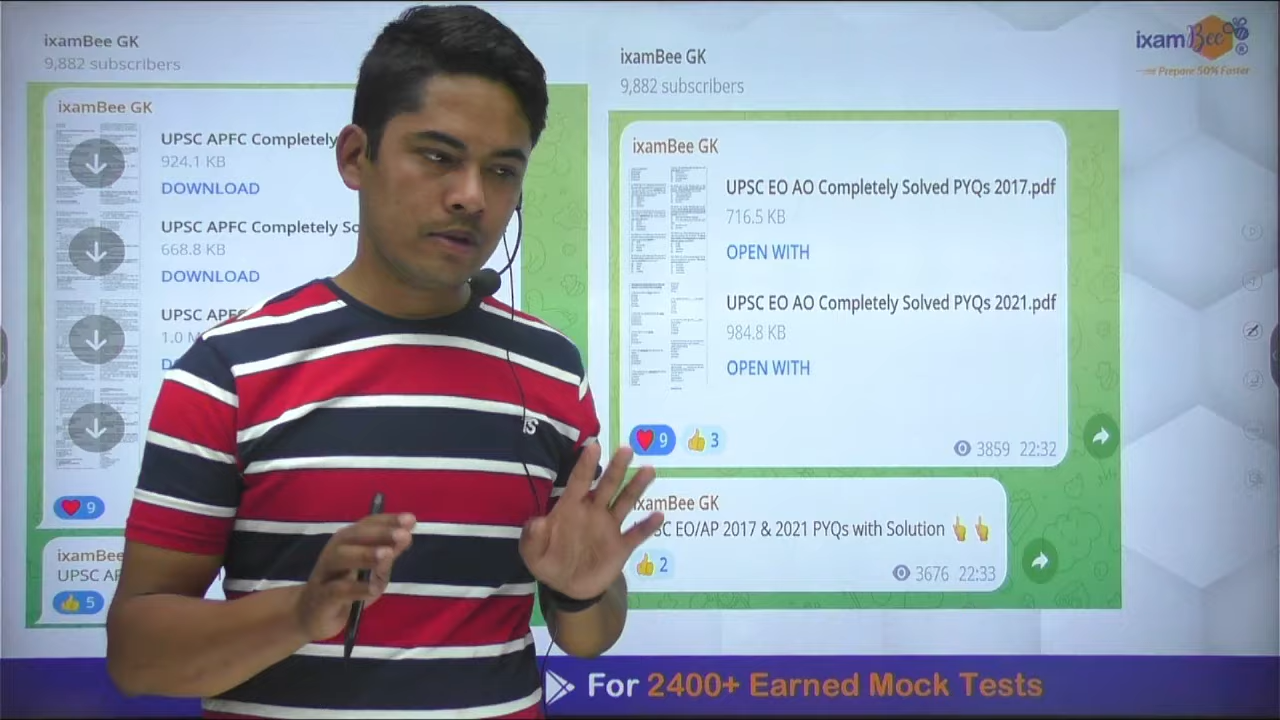 ixamBee GK
9,882 subscribers
ixamBee GK
UPSC APFC Completely
924.1 KB
DOWNLOAD
UPSC APFC Completely
668.8 KB
DOWNLOAD
UPSC
1.0
9
ixamBee
UPSC
5
ixamBee GK
9,882 subscribers
ixamBee GK
UPSC EO AO Completely Solved PYQs 2017.pdf
716.5 KB
OPEN WITH
UPSC EO AO Completely Solved PYQs 2021.pdf
984.8 KB
OPEN WITH
9 3
3859 22:32
ixamBee GK
EO/AP 2017 & 2021 PYQs with Solution
2
3676 22:33
ixamBee®
Prepare 50% Faster
For 2400+ Earned Mock Tests